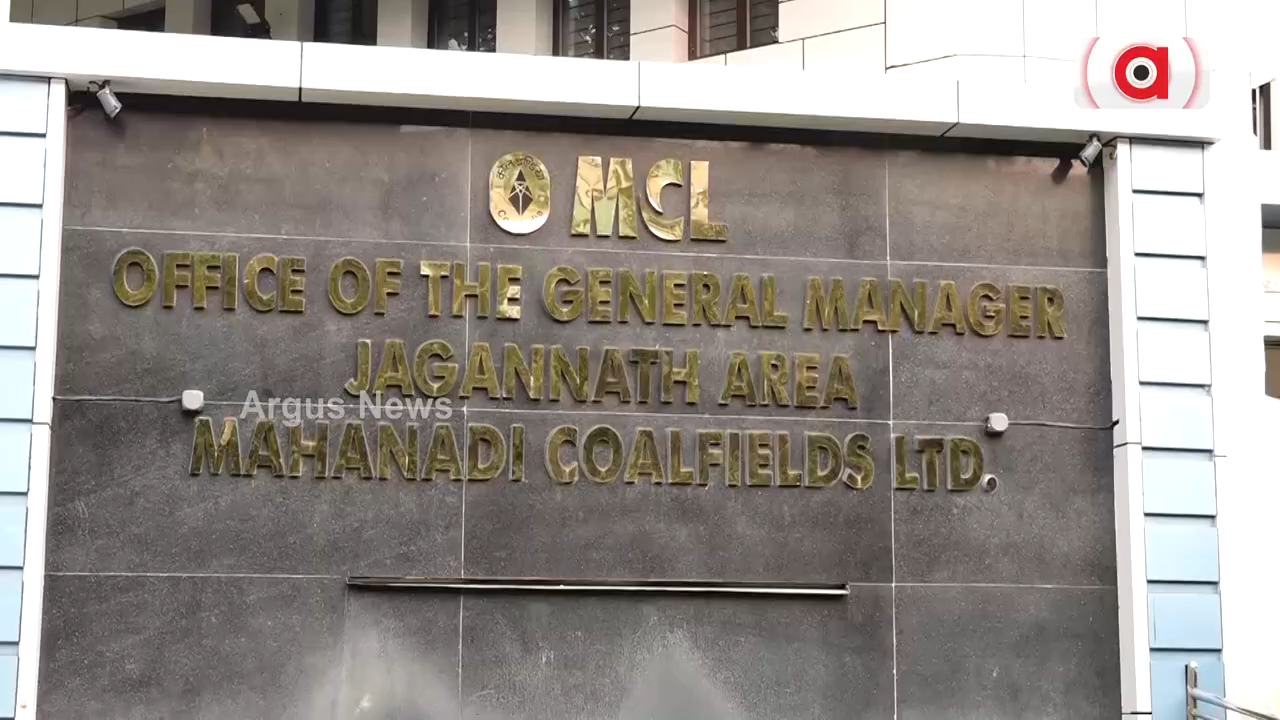 MCL
OFFICE OF THE GENERAL MANAGER
JAGANNATH AREA
Argus News
MAHANADI COALFIELDS LTD.
a